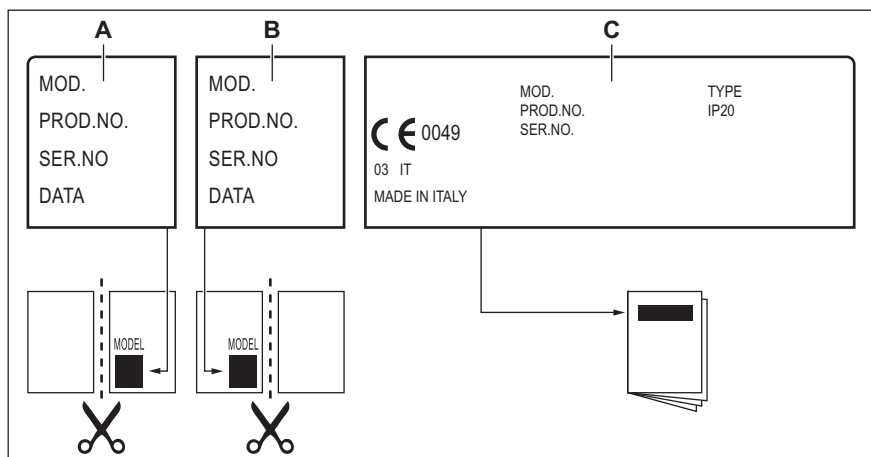 A
B
C
MOD.
PROD.NO.
SER.NO
DATA
MOD.
PROD.NO.
SER.NO
DATA
MOD.
PROD.NO.
SER.NO.
TYPE
IP20
CE 0049
03 IT
MADE IN ITALY
MODEL
MODEL